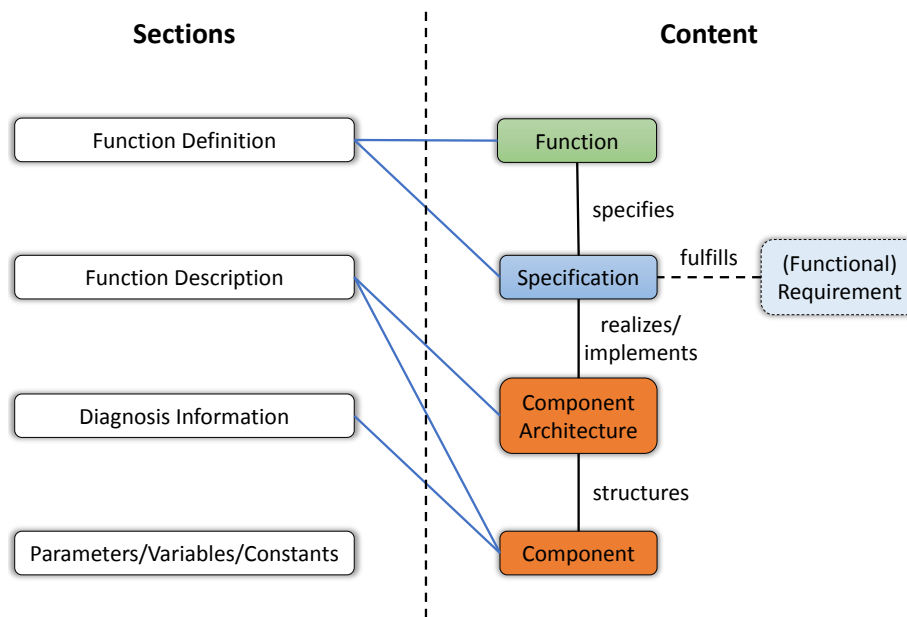 Sections
Content
Function Definition
Function
specifies
Function Description
Specification
fulfills
(Functional)
Requirement
realizes/
implements
Diagnosis Information
Component
Architecture
structures
Parameters/Variables/Constants
Component